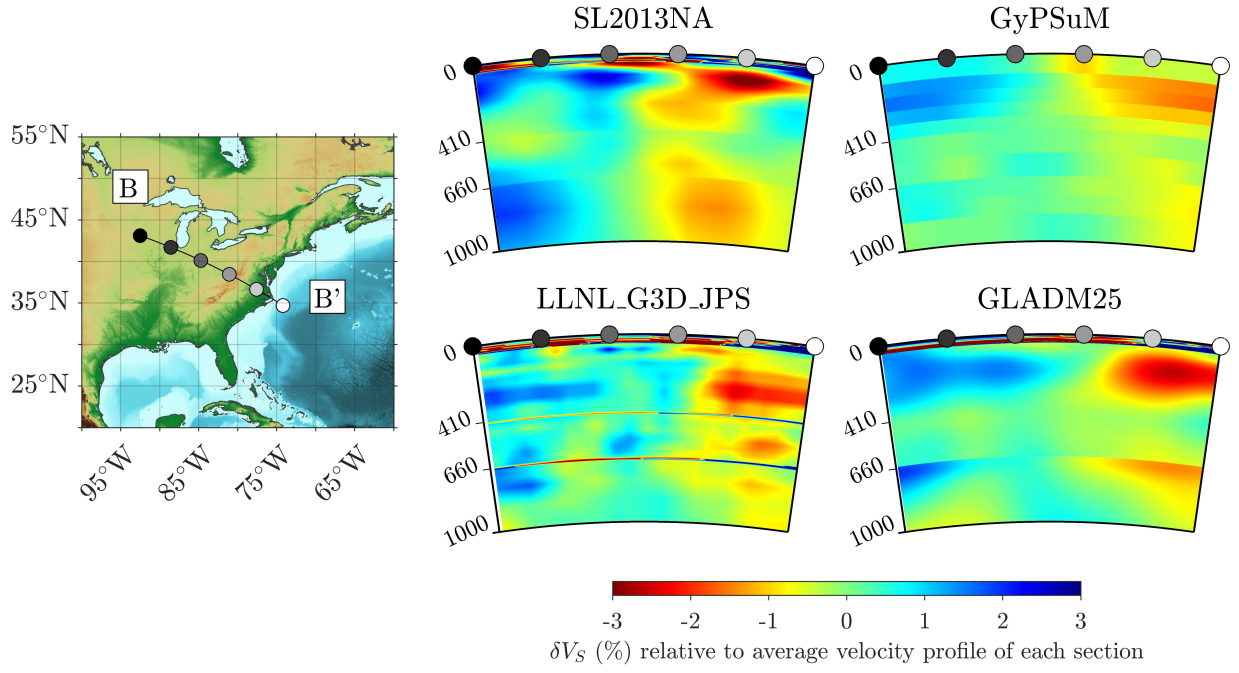 SL2013NA
GyPSuM
0
410
660
1000
0
410
660
1000
55°N
45°N
35°N
25°N
95°W
85°W
75°W
65°W
B
B'
LLNL_G3D_JPS
GLADM25
0
410
660
1000
0
410
660
1000
-3 -2 -1 0 1 2 3
δV_S (%) relative to average velocity profile of each section